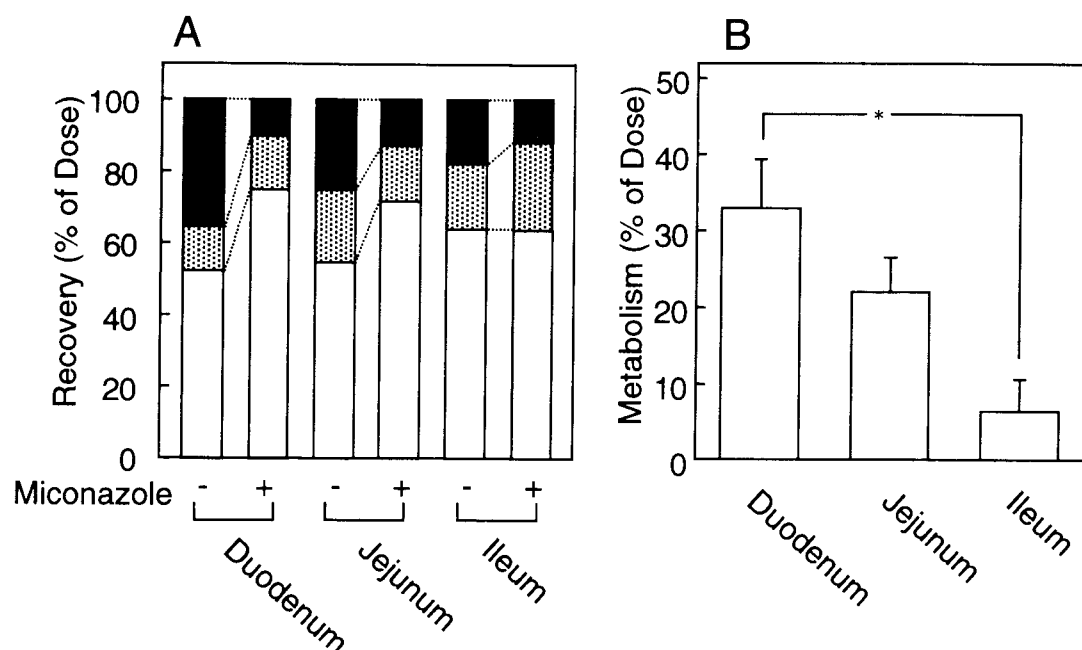 A
Recovery (% of Dose)
100
80
60
40
20
0
Miconazole - + - + - +
Duodenum
Jejunum
Ileum
B
Metabolism (% of Dose)
50
40
30
20
10
0
*
Duodenum
Jejunum
Ileum